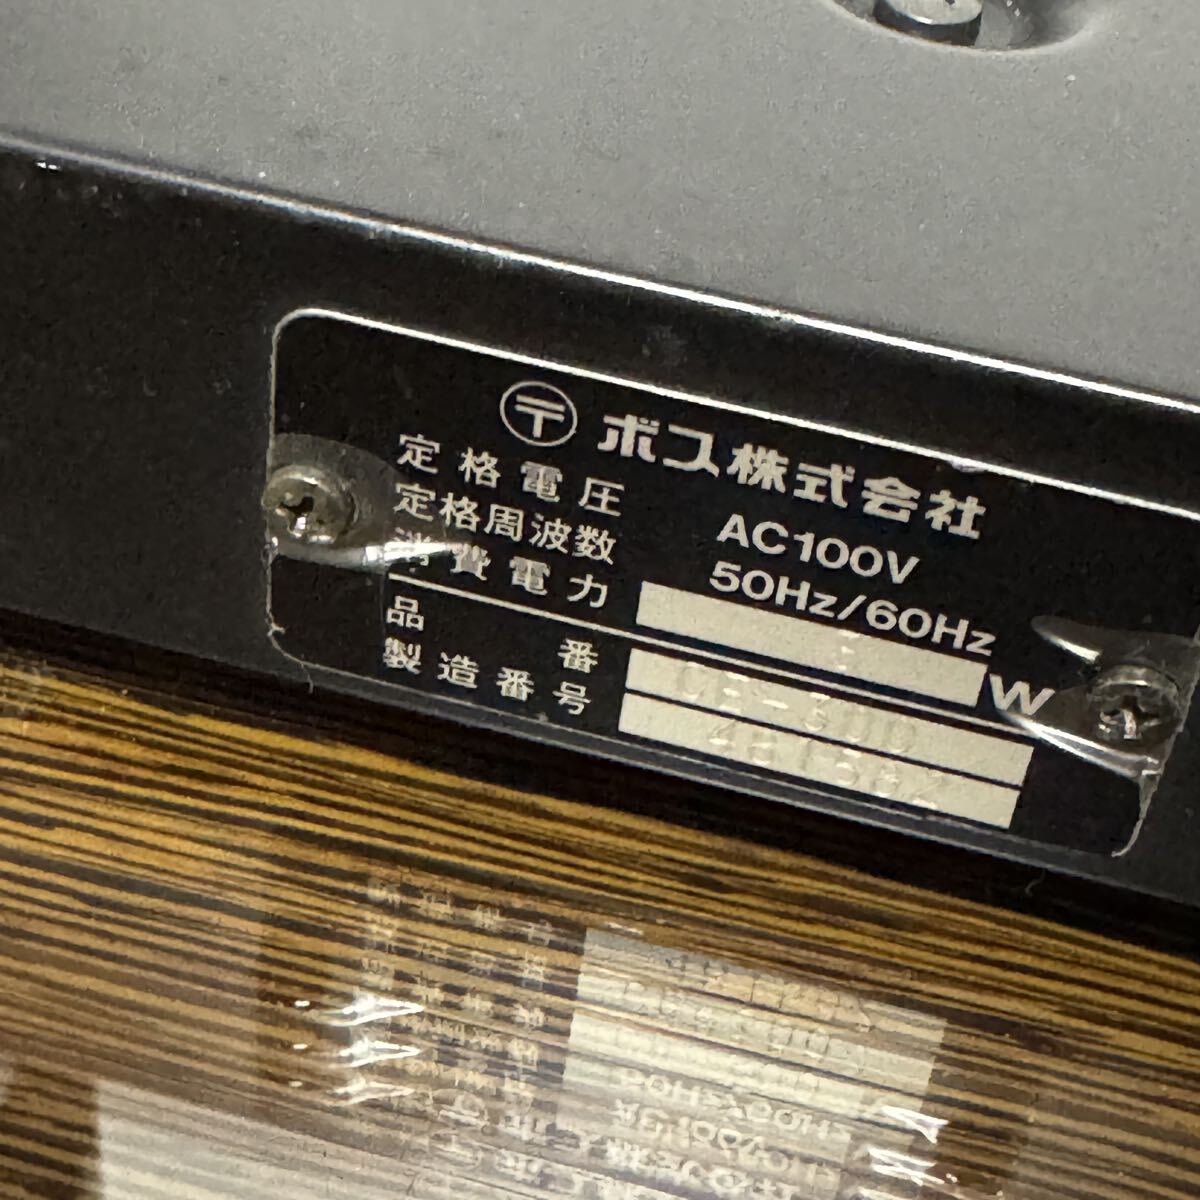 〒 ボス株式会社
定格電圧 AC100V
定格周波数 50Hz/60Hz
消費電力 W
品番
製造番号